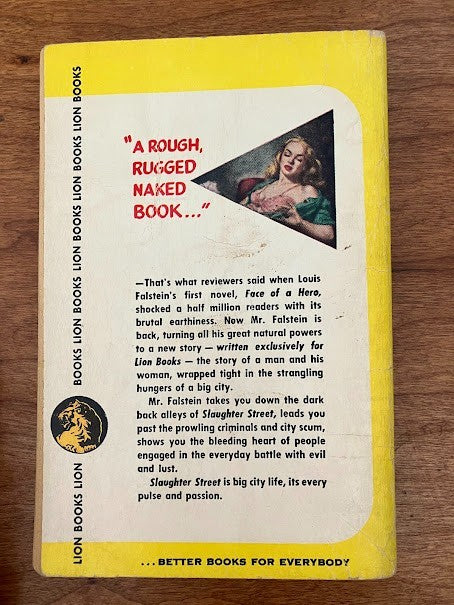 "A ROUGH,
RUGGED
NAKED
BOOK..."
—That's what reviewers said when Louis
Falstein's first novel, Face of a Hero,
shocked a half million readers with its
brutal earthiness. Now Mr. Falstein is
back, turning all his great natural powers
to a new story — written exclusively for
Lion Books — the story of a man and his
woman, wrapped tight in the strangling
hungers of a big city.
Mr. Falstein takes you down the dark
back alleys of Slaughter Street, leads you
past the prowling criminals and city scum,
shows you the bleeding heart of people
engaged in the everyday battle with evil
and lust.
Slaughter Street is big city life, its every
pulse and passion.
...BETTER BOOKS FOR EVERYBODY
LION BOOKS LION
BOOKS LION BOOKS LION BOOKS LION BOOKS LION BOOKS